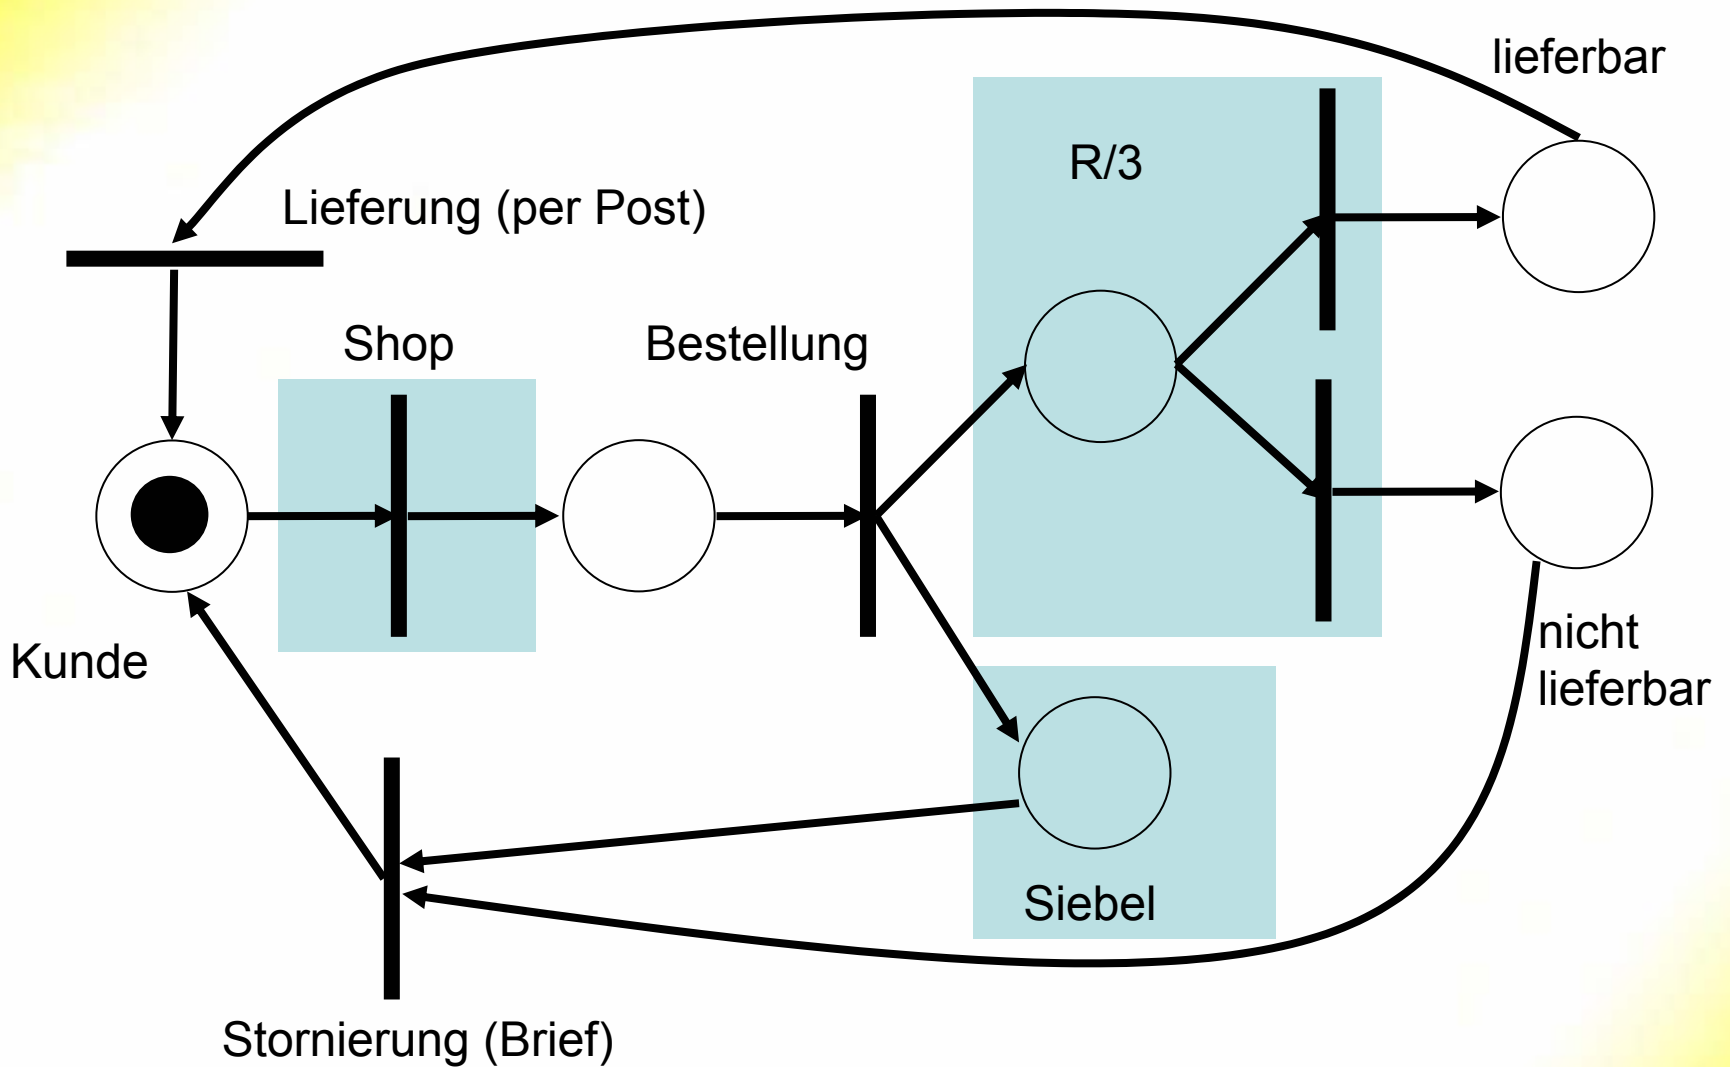 lieferbar
R/3
Lieferung (per Post)
Shop
Bestellung
nicht
lieferbar
Kunde
Siebel
Stornierung (Brief)